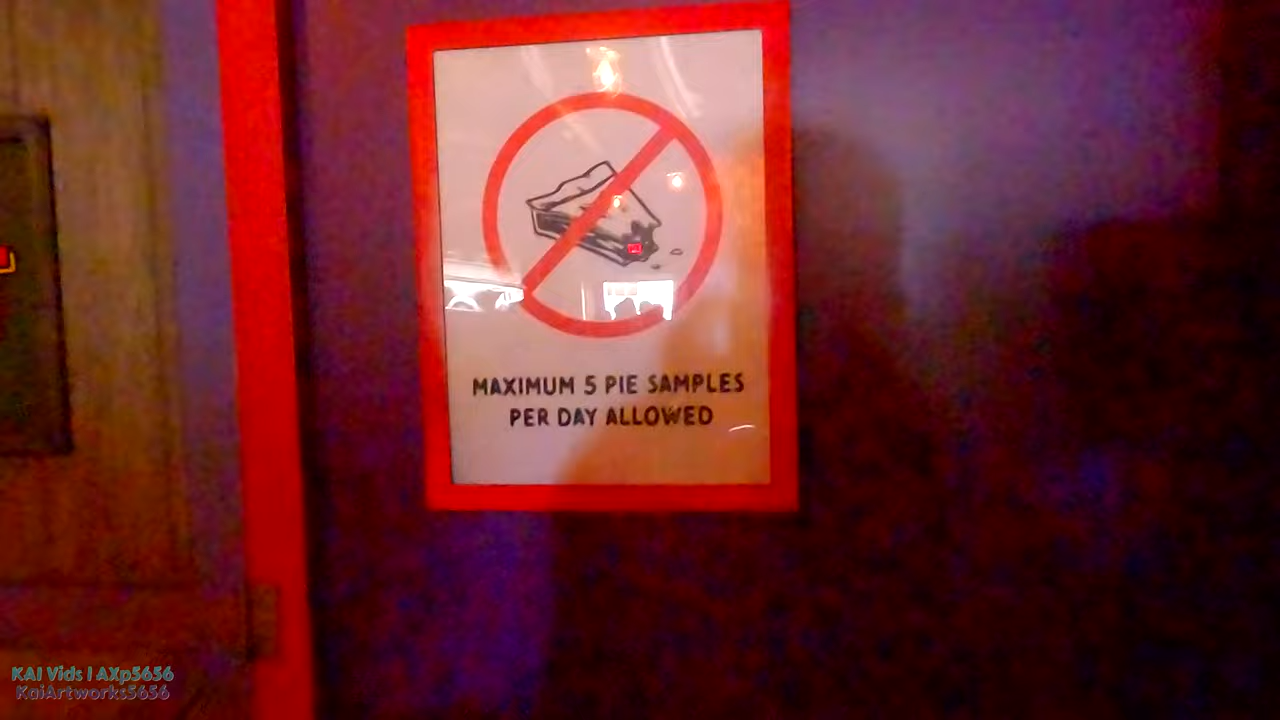 MAXIMUM 5 PIE SAMPLES
PER DAY ALLOWED
KAI Vids | AXp5656
KaiArtworks5656